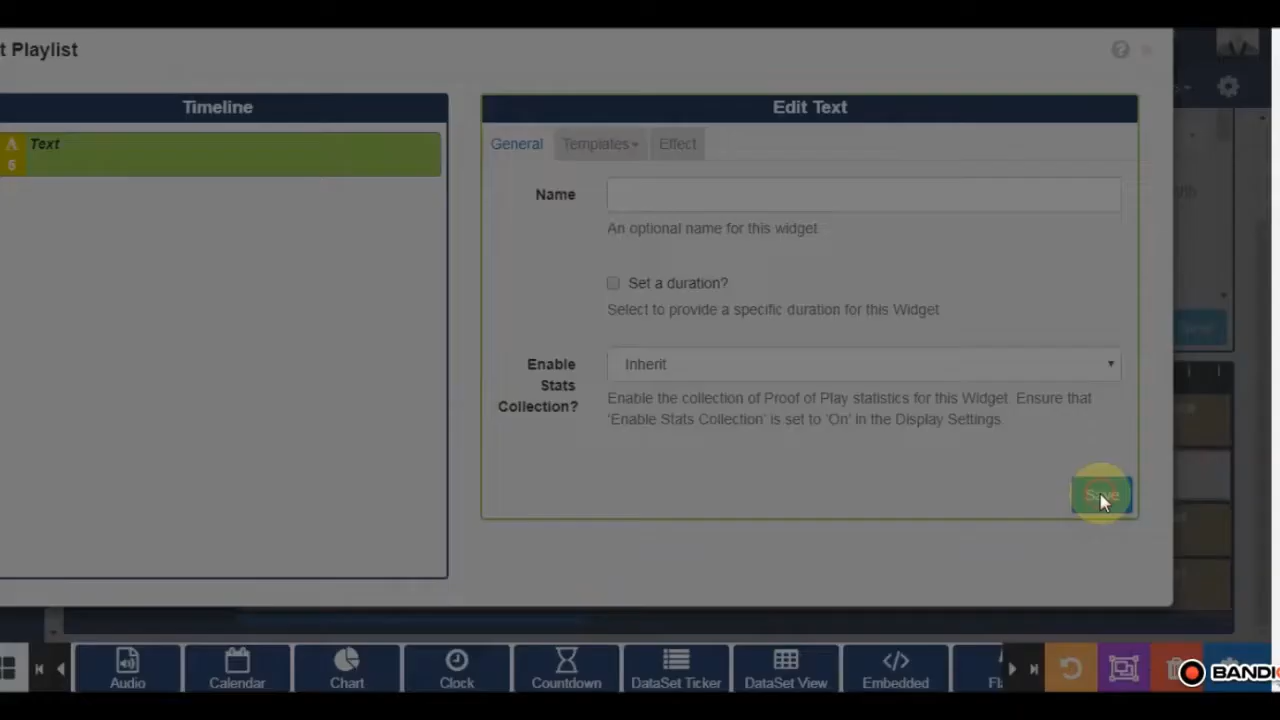 t Playlist
Timeline
Edit Text
A
Text
6
General
Templates
Effect
Name
An optional name for this widget
Set a duration?
Select to provide a specific duration for this Widget
Enable
Stats
Collection?
Inherit
Enable the collection of Proof of Play statistics for this Widget Ensure that
'Enable Stats Collection' is set to 'On' in the Display Settings.
Save
Audio
Calendar
Chart
Clock
Countdown
DataSet Ticker
DataSet View
Embedded
BANDI